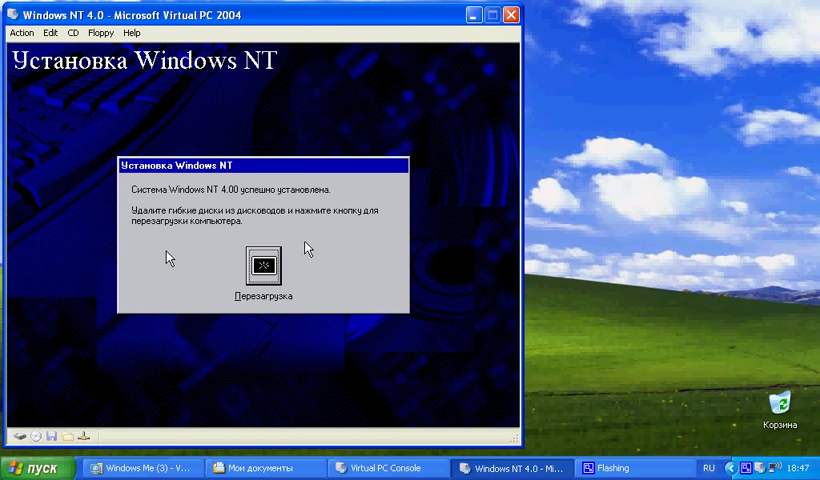 Windows NT 4.0 - Microsoft Virtual PC 2004
Action Edit CD Floppy Help
Установка Windows NT
Установка Windows NT
Система Windows NT 4.00 успешно установлена.
Удалите гибкие диски из дисководов и нажмите кнопку для
перезагрузки компьютера.
Перезагрузка
Корзина
пуск Windows Me (3) - V... Мои документы Virtual PC Console Windows NT 4.0 - Mi... Flashing RU 18:47